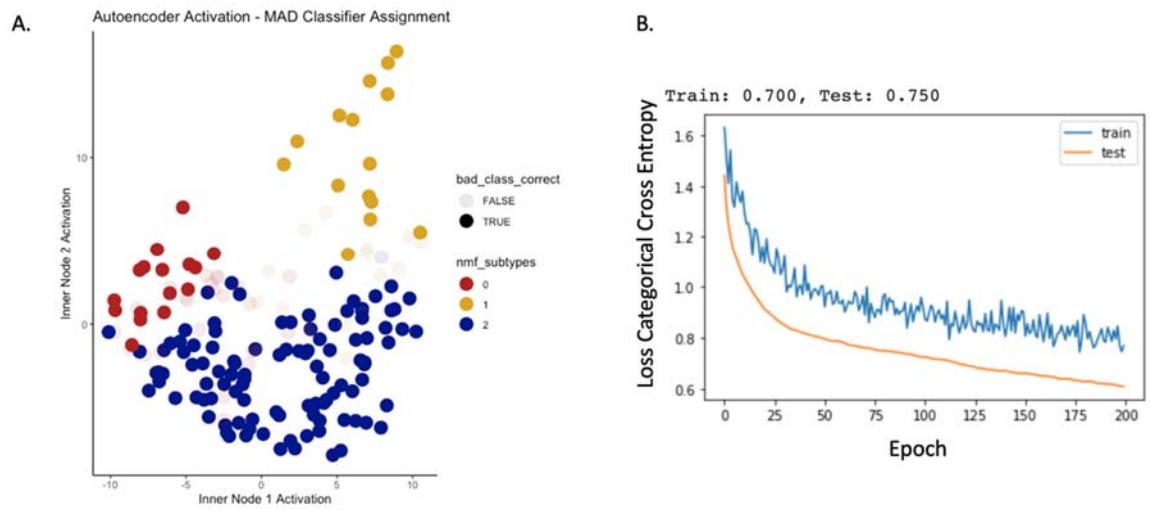 A.
Autoencoder Activation - MAD Classifier Assignment
Inner Node 2 Activation
10
0
-10
-5
0
5
10
Inner Node 1 Activation
bad_class_correct
FALSE
TRUE
nmf_subtypes
0
1
2
B.
Train: 0.700, Test: 0.750
Loss Categorical Cross Entropy
1.6
1.4
1.2
1.0
0.8
0.6
train
test
0
25
50
75
100
125
150
175
200
Epoch